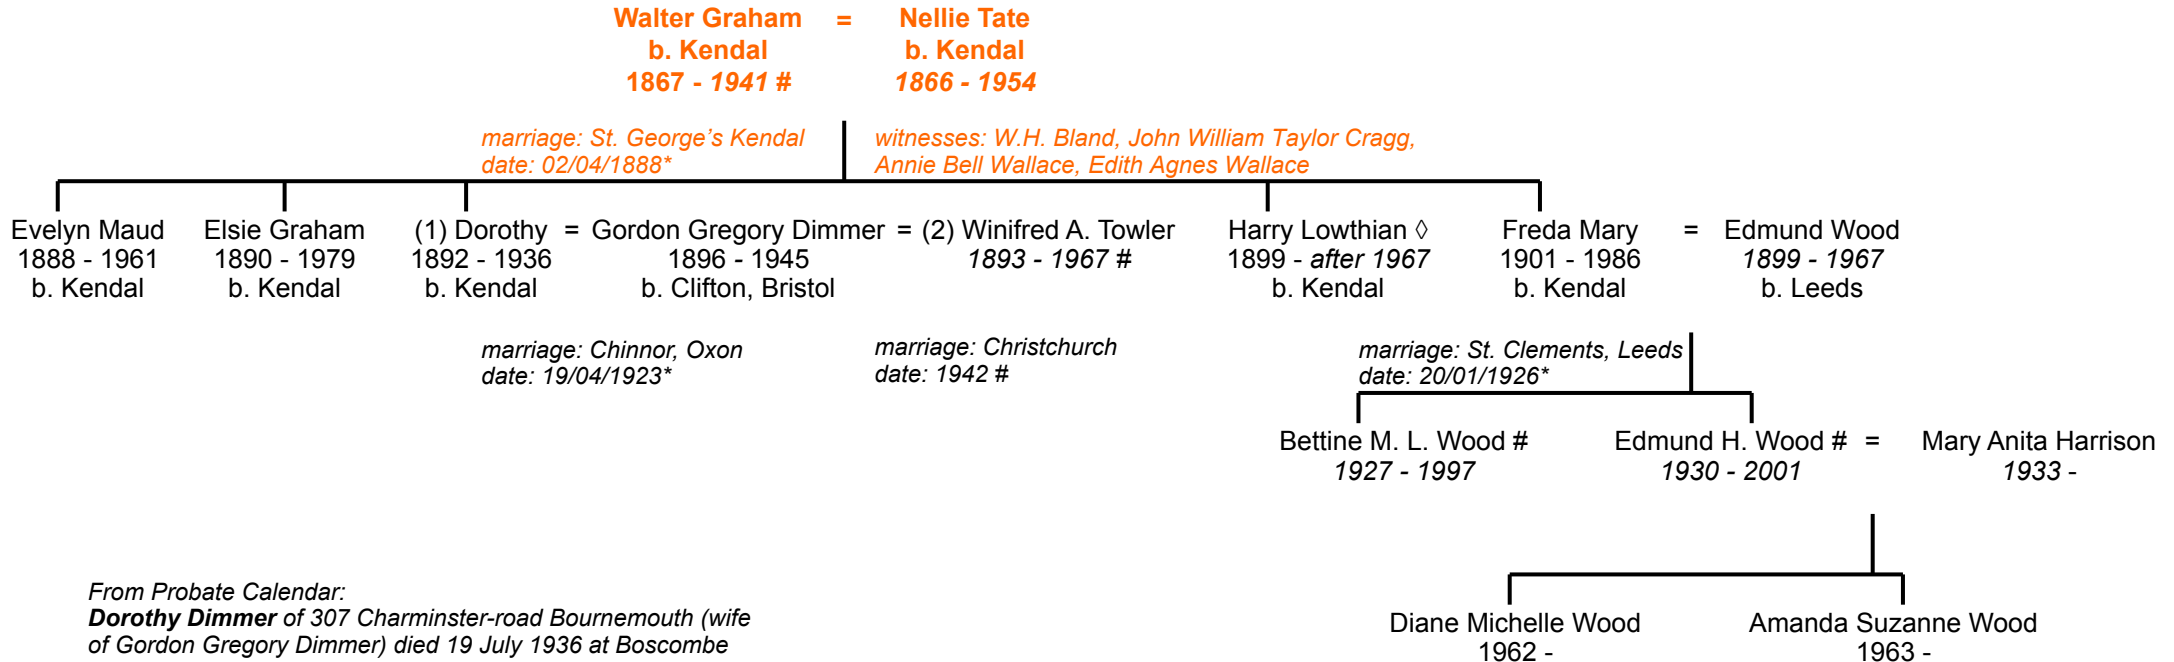 Walter Graham = Nellie Tate
b. Kendal b. Kendal
1867 - 1941 # 1866 - 1954
marriage: St. George’s Kendal
date: 02/04/1888*
witnesses: W.H. Bland, John William Taylor Cragg,
Annie Bell Wallace, Edith Agnes Wallace
Evelyn Maud
1888 - 1961
b. Kendal
Elsie Graham
1890 - 1979
b. Kendal
(1) Dorothy = Gordon Gregory Dimmer = (2) Winifred A. Towler
1892 - 1936 1896 - 1945 1893 - 1967 #
b. Kendal b. Clifton, Bristol
Harry Lowthian ◊
1899 - after 1967
b. Kendal
Freda Mary = Edmund Wood
1901 - 1986 1899 - 1967
b. Kendal b. Leeds
marriage: Chinnor, Oxon
date: 19/04/1923*
marriage: Christchurch
date: 1942 #
marriage: St. Clements, Leeds
date: 20/01/1926*
Bettine M. L. Wood #
1927 - 1997
Edmund H. Wood # = Mary Anita Harrison
1930 - 2001 1933 -
From Probate Calendar:
Dorothy Dimmer of 307 Charminster-road Bournemouth (wife
of Gordon Gregory Dimmer) died 19 July 1936 at Boscombe
Diane Michelle Wood
1962 -
Amanda Suzanne Wood
1963 -